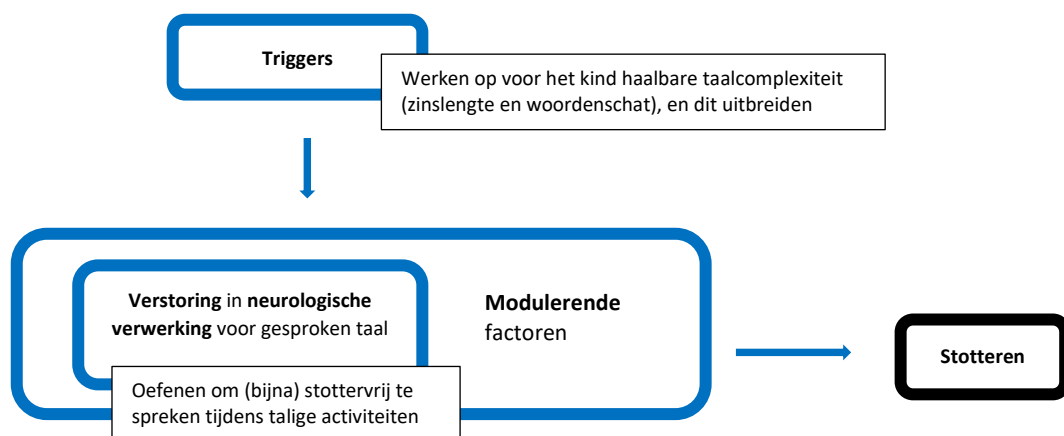 Triggers
Werken op voor het kind haalbare taalcomplexiteit
(zinslengte en woordenschat), en dit uitbreiden
Verstoring in neurologische
verwerking voor gesproken taal
Modulerende
factoren
Oefenen om (bijna) stottervrij te
spreken tijdens talige activiteiten
Stotteren